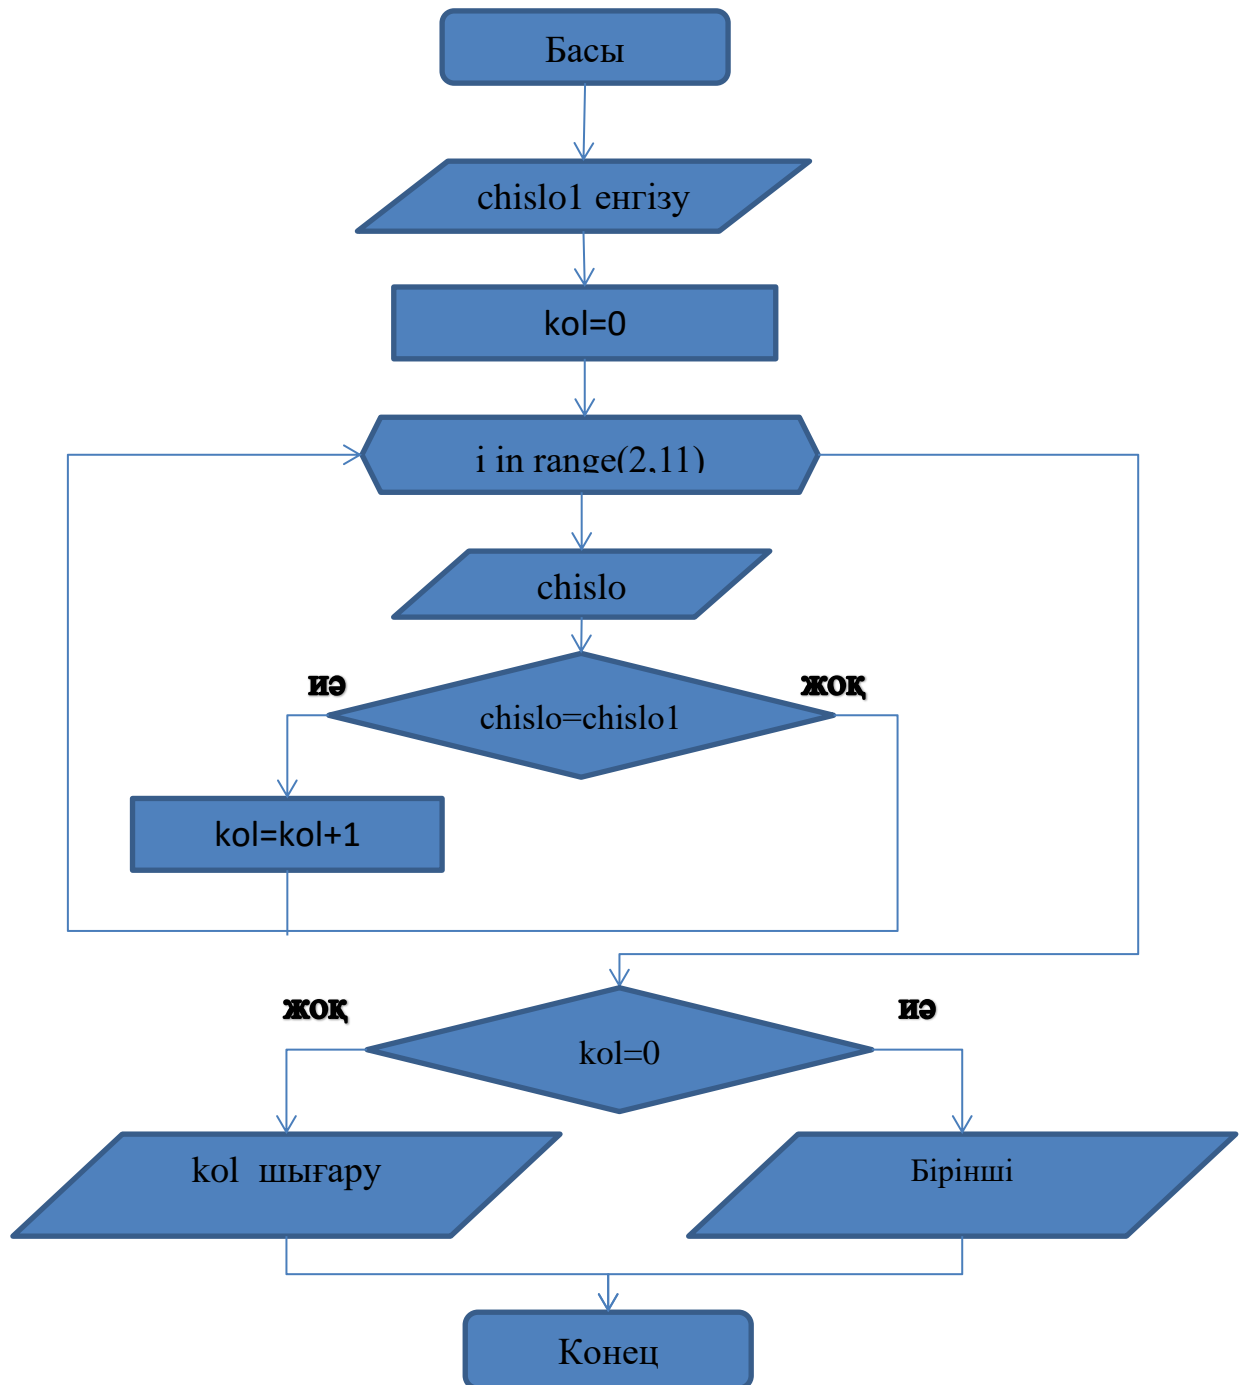 Басы
chislo1 енгізу
kol=0
i in range(2,11)
chislo
иә
жоқ
chislo=chislo1
kol=kol+1
жоқ
иә
kol=0
kol шығару
Бірінші
Конец